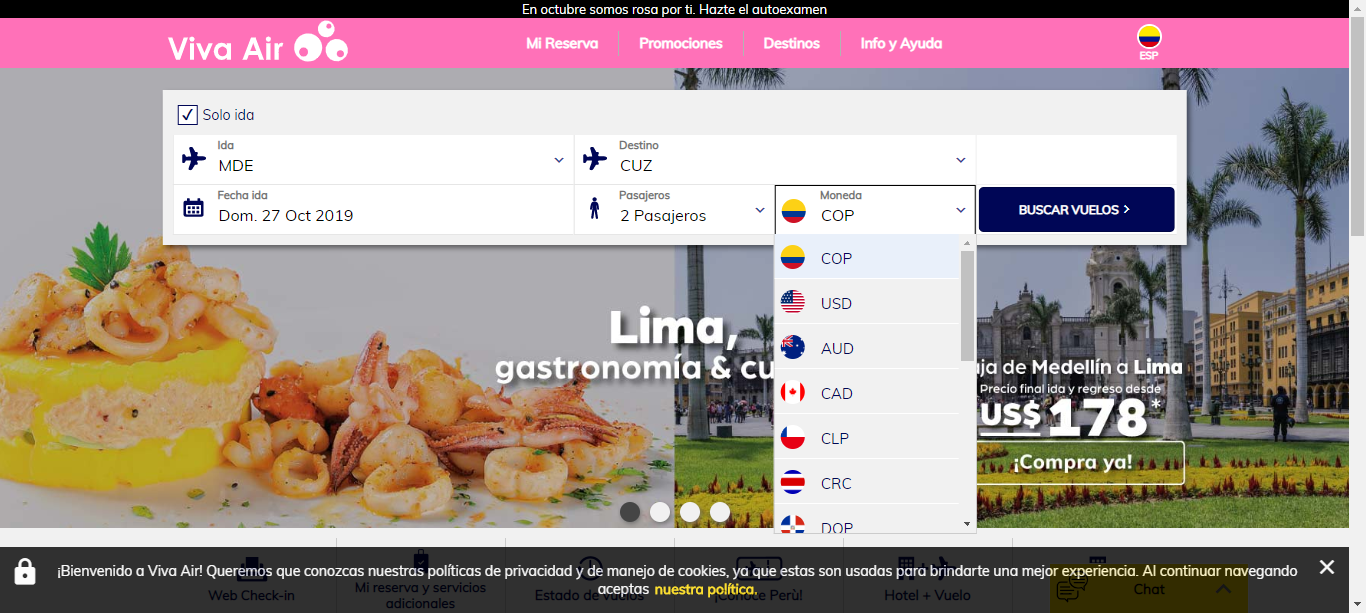 En octubre somos rosa por ti. Hazte el autoexamen
Viva Air
Mi Reserva
Promociones
Destinos
Info y Ayuda
ESP
Solo ida
Ida
MDE
Destino
CUZ
Fecha ida
Dom. 27 Oct 2019
Pasajeros
2 Pasajeros
Moneda
COP
BUSCAR VUELOS
COP
USD
AUD
CAD
CLP
CRC
DOP
Lima,
gastronomía & cu
ja de Medellín a Lima
Precio final ida y regreso desde
US$ 178*
¡Compra ya!
¡Bienvenido a Viva Air! Queremos que conozcas nuestras políticas de privacidad y de manejo de cookies, ya que estas son usadas para brindarte una mejor experiencia. Al continuar navegando
aceptas nuestra política.
Web Check-in
Mi reserva y servicios
adicionales
Estado de vuelos
¡Conoce Perú!
Hotel + Vuelo
Chat